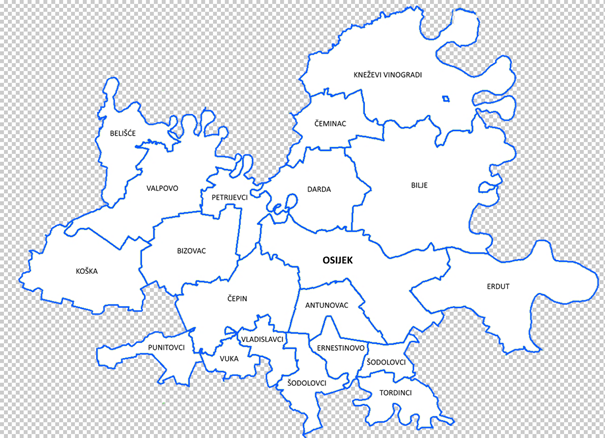 KNEŽEVI VINOGRADI
ČEMINAC
BELIŠĆE
VALPOVO
PETRIJEVCI
DARDA
BILJE
BIZOVAC
OSIJEK
KOŠKA
ERDUT
ČEPIN
ANTUNOVAC
PUNITOVCI
VLADISLAVCI
ERNESTINOVO
VUKA
ŠODOLOVCI
ŠODOLOVCI
TORDINCI